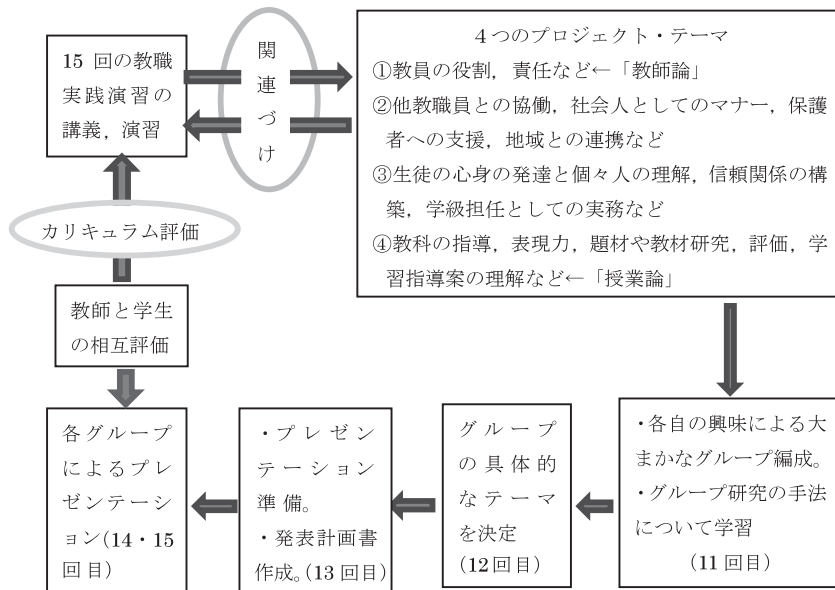 15 回の教職
実践演習の
講義，演習
関
連
づ
け
4つのプロジェクト・テーマ
①教員の役割，責任など←「教師論」
②他教職員との協働，社会人としてのマナー，保護
者への支援，地域との連携など
③生徒の心身の発達と個々人の理解，信頼関係の構
築，学級担任としての実務など
④教科の指導，表現力，題材や教材研究，評価，学
習指導案の理解など←「授業論」
カリキュラム評価
教師と学生
の相互評価
各グループ
によるプレ
ゼンテーシ
ョン(14・15
回目)
・プレゼン
テーション
準備。
・発表計画書
作成。(13 回目)
グループ
の具体的
なテーマ
を決定
(12回目)
・各自の興味による大
まかなグループ編成。
・グループ研究の手法
について学習
(11 回目)